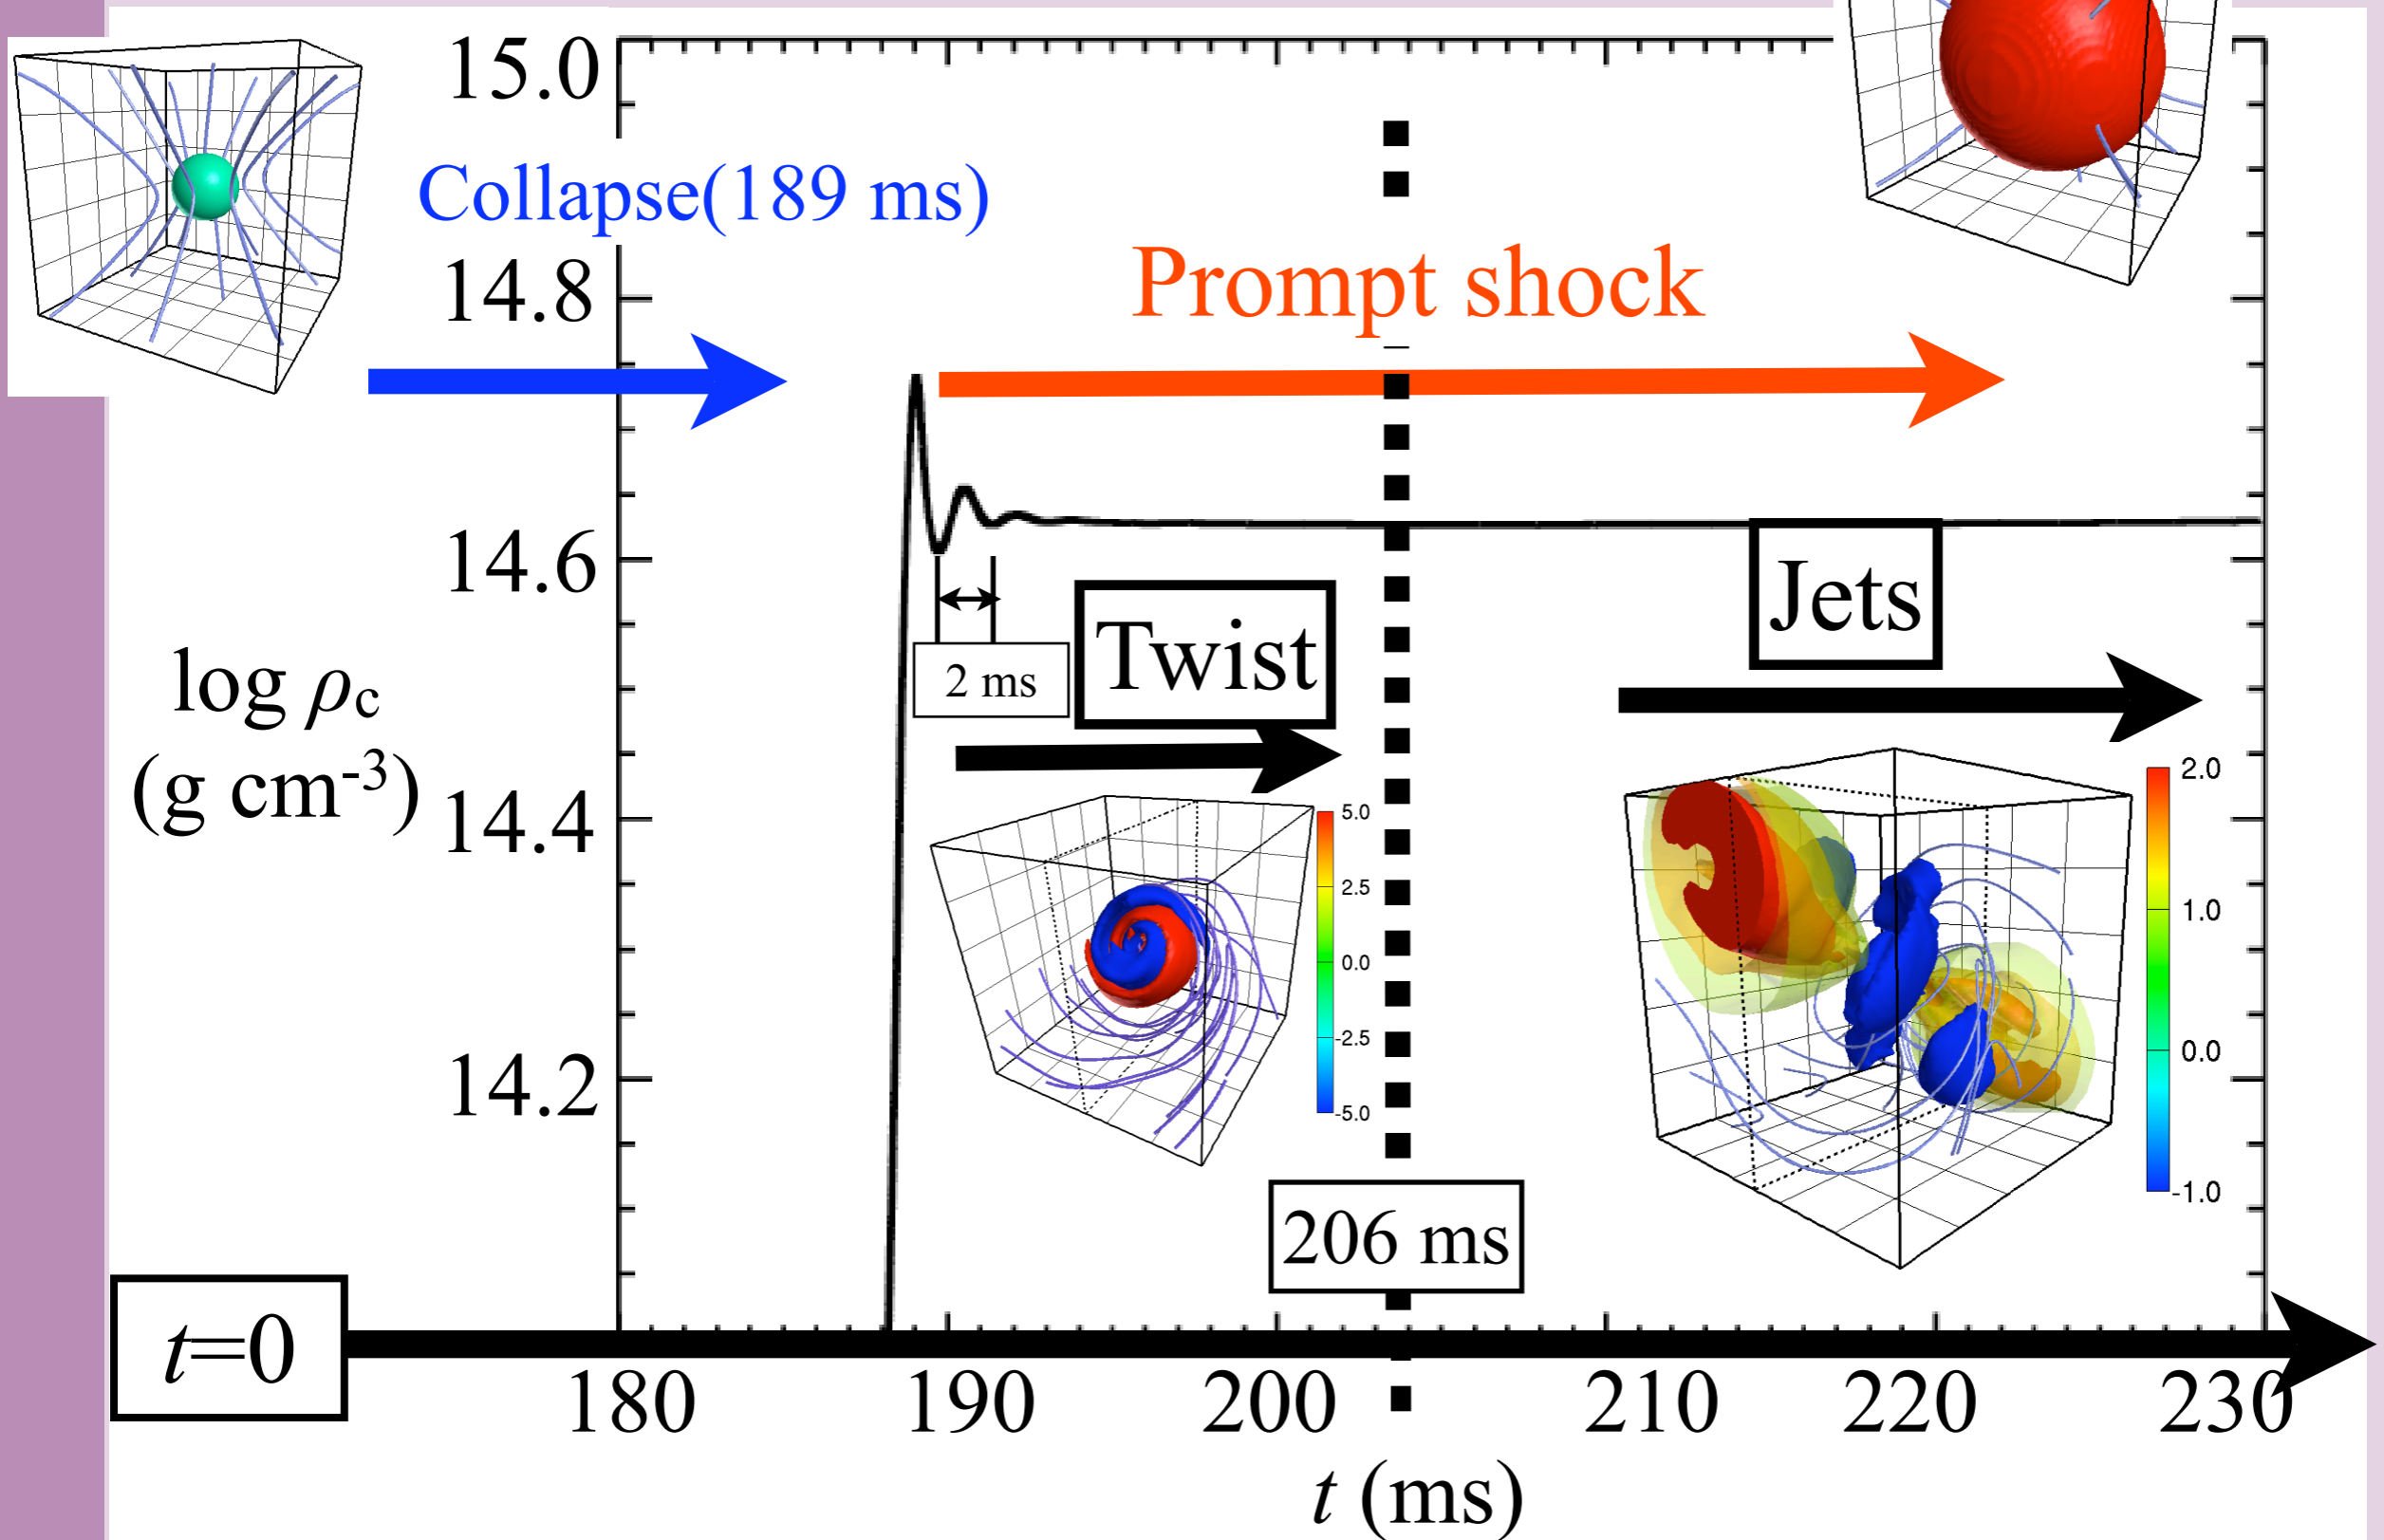 15.0
Collapse(189 ms)
14.8
Prompt shock
14.6
Jets
Twist
2 ms
log ρc
(g cm-3)
14.4
5.0
2.5
0.0
-2.5
-5.0
2.0
1.0
0.0
-1.0
14.2
206 ms
t=0
180 190 200 210 220 230
t (ms)